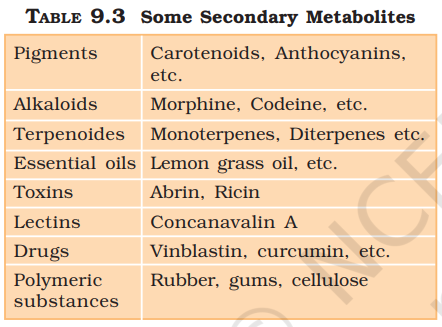 TABLE 9.3 Some Secondary Metabolites
Pigments Carotenoids, Anthocyanins,
etc.
Alkaloids Morphine, Codeine, etc.
Terpenoides Monoterpenes, Diterpenes etc.
Essential oils Lemon grass oil, etc.
Toxins Abrin, Ricin
Lectins Concanavalin A
Drugs Vinblastin, curcumin, etc.
Polymeric Rubber, gums, cellulose
substances